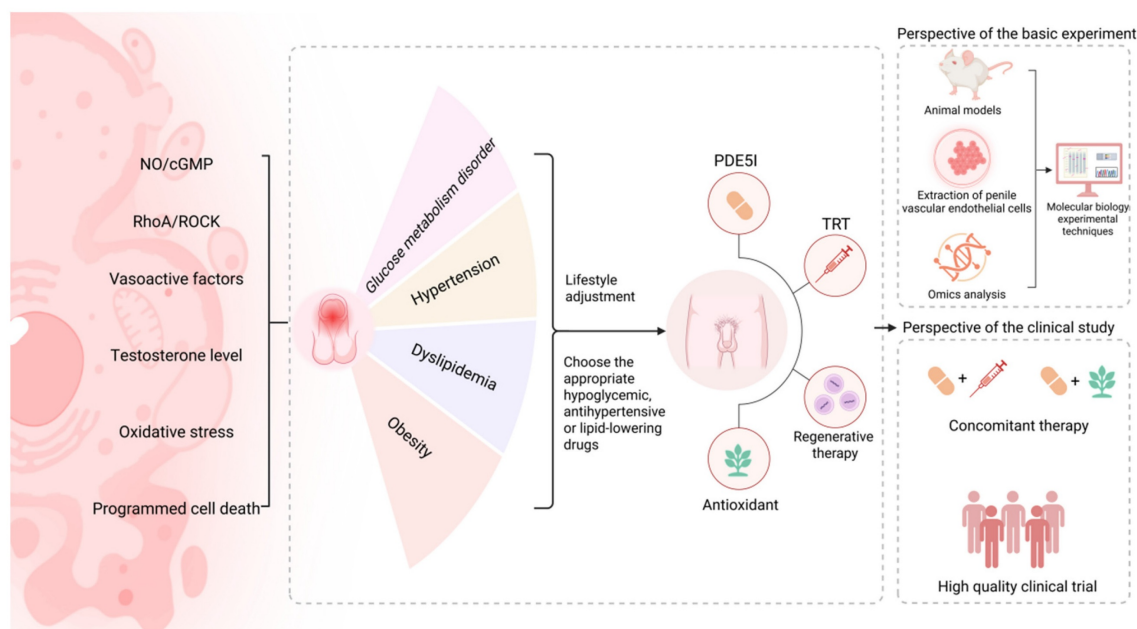 NO/cGMP
RhoA/ROCK
Vasoactive factors
Testosterone level
Oxidative stress
Programmed cell death
Glucose metabolism disorder
Hypertension
Dyslipidemia
Obesity
Lifestyle
adjustment
Choose the
appropriate
hypoglycemic,
antihypertensive
or lipid-lowering
drugs
PDE5I
TRT
Regenerative
therapy
Antioxidant
Perspective of the basic experiment
Animal models
Extraction of penile
vascular endothelial cells
Omics analysis
Molecular biology
experimental
techniques
Perspective of the clinical study
+
+
Concomitant therapy
High quality clinical trial